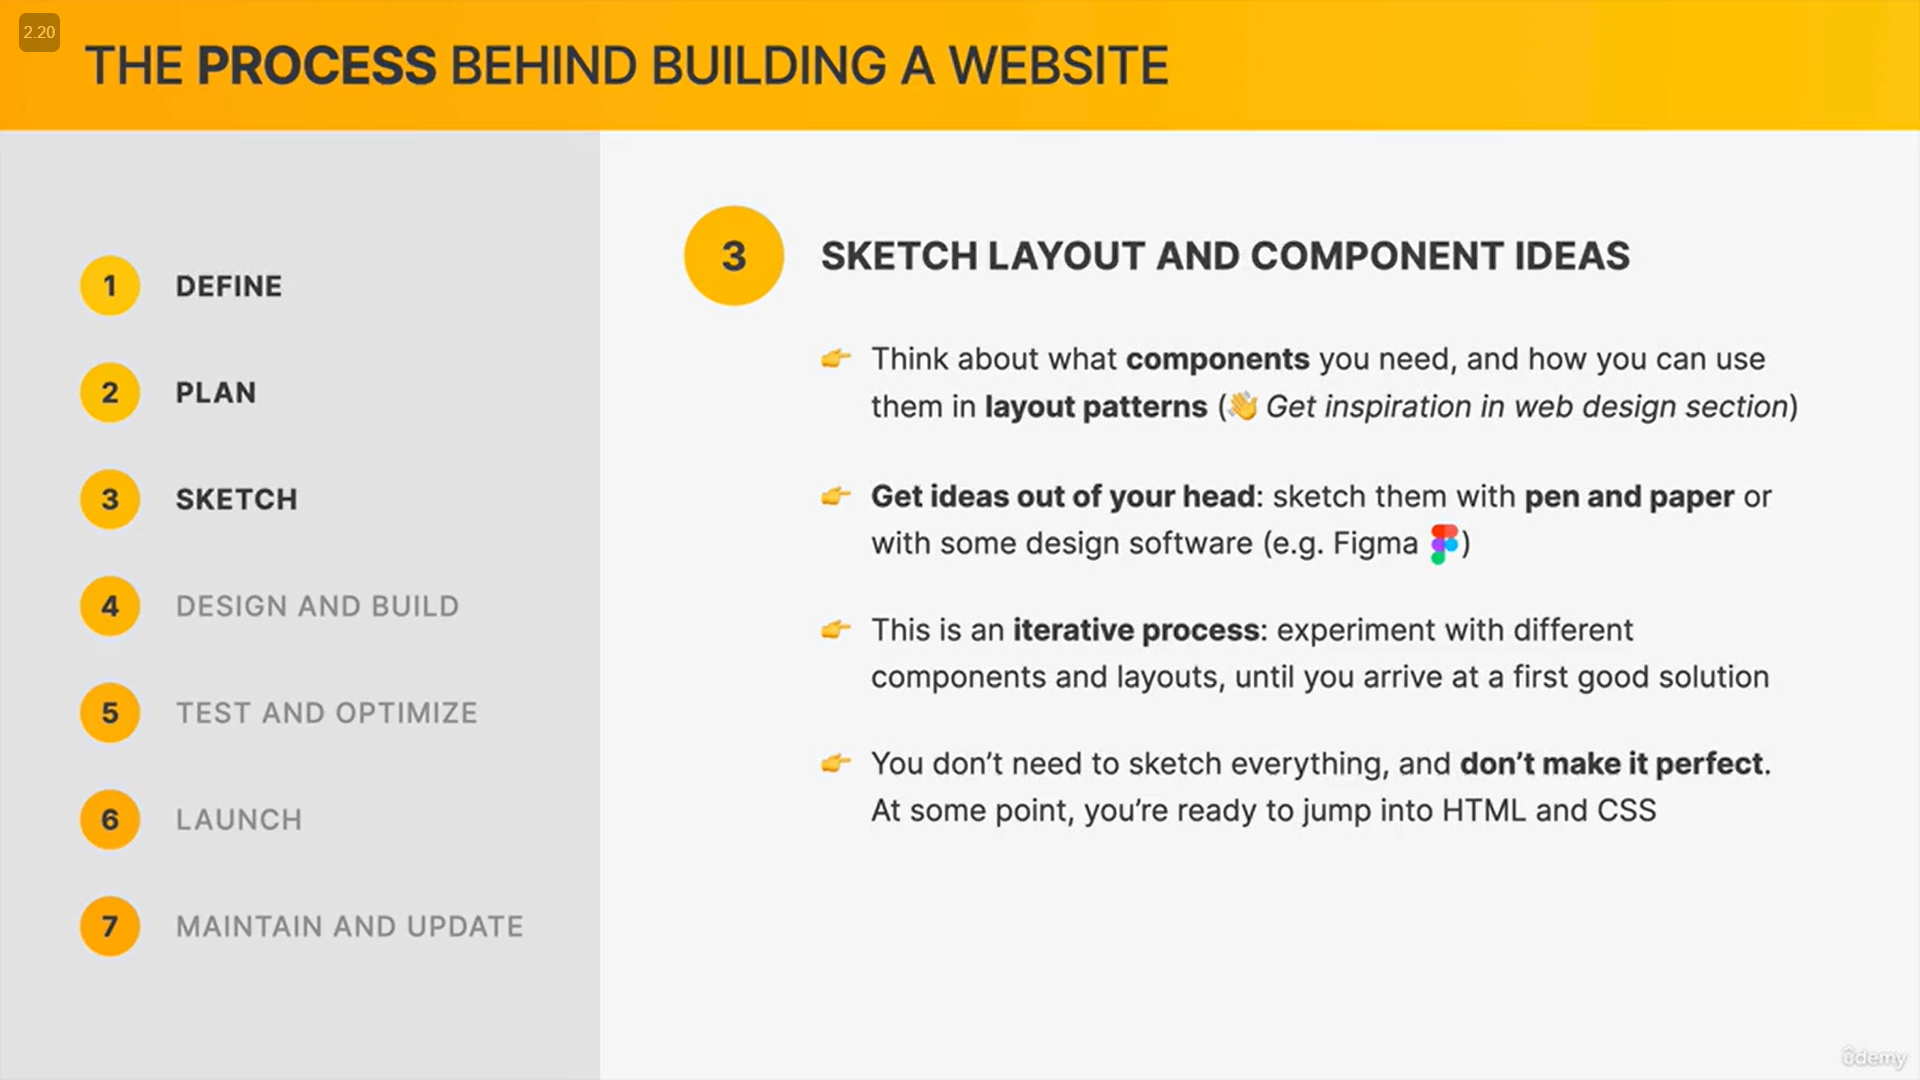 2.20
THE PROCESS BEHIND BUILDING A WEBSITE
1 DEFINE
2 PLAN
3 SKETCH
4 DESIGN AND BUILD
5 TEST AND OPTIMIZE
6 LAUNCH
7 MAINTAIN AND UPDATE
3 SKETCH LAYOUT AND COMPONENT IDEAS
👉 Think about what components you need, and how you can use
them in layout patterns (👋 Get inspiration in web design section)
👉 Get ideas out of your head: sketch them with pen and paper or
with some design software (e.g. Figma )
👉 This is an iterative process: experiment with different
components and layouts, until you arrive at a first good solution
👉 You don’t need to sketch everything, and don’t make it perfect.
At some point, you’re ready to jump into HTML and CSS
ûdemy